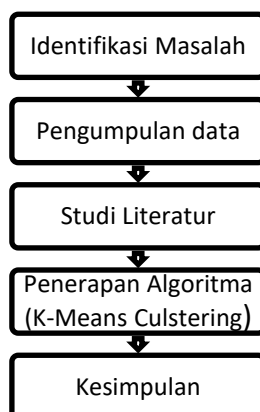 Identifikasi Masalah
Pengumpulan data
Studi Literatur
Penerapan Algoritma
(K-Means Culstering)
Kesimpulan